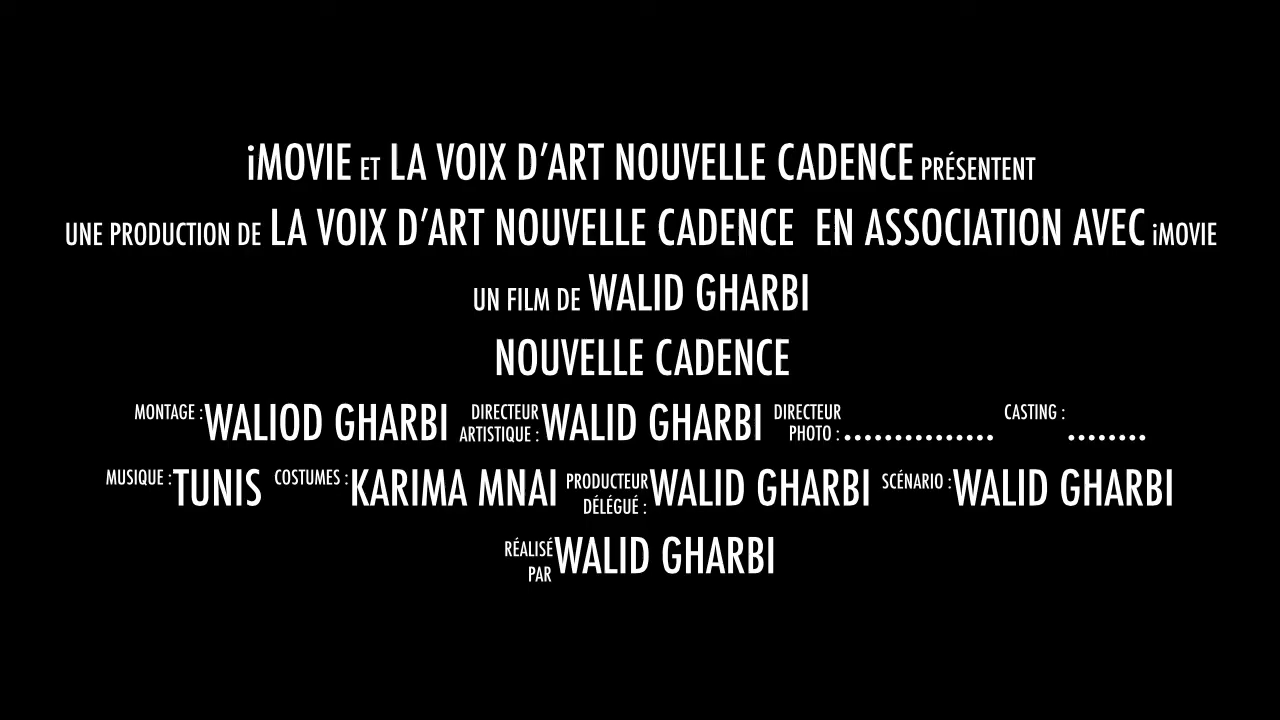 iMOVIE ET LA VOIX D'ART NOUVELLE CADENCE PRÉSENTENT
UNE PRODUCTION DE LA VOIX D'ART NOUVELLE CADENCE EN ASSOCIATION AVEC iMOVIE
UN FILM DE WALID GHARBI
NOUVELLE CADENCE
MONTAGE : WALIOD GHARBI DIRECTEUR ARTISTIQUE : WALID GHARBI DIRECTEUR PHOTO : ............... CASTING : ........
MUSIQUE : TUNIS COSTUMES : KARIMA MNAI PRODUCTEUR DÉLÉGUÉ : WALID GHARBI SCÉNARIO : WALID GHARBI
RÉALISÉ PAR WALID GHARBI